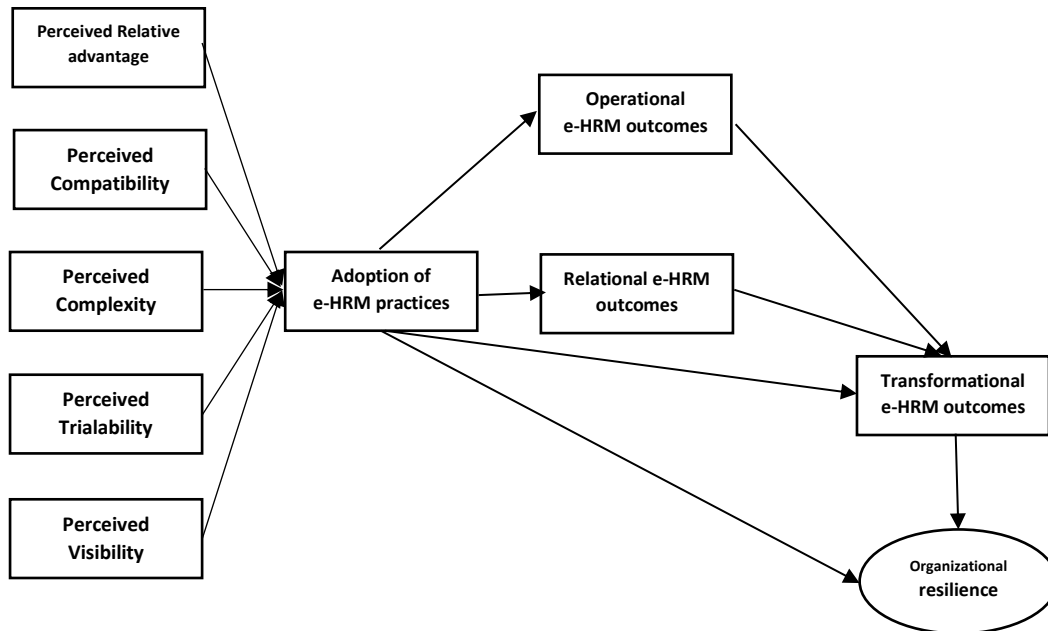 Perceived Relative
advantage
Perceived
Compatibility
Perceived
Complexity
Perceived
Trialability
Perceived
Visibility
Adoption of
e-HRM practices
Operational
e-HRM outcomes
Relational e-HRM
outcomes
Transformational
e-HRM outcomes
Organizational
resilience